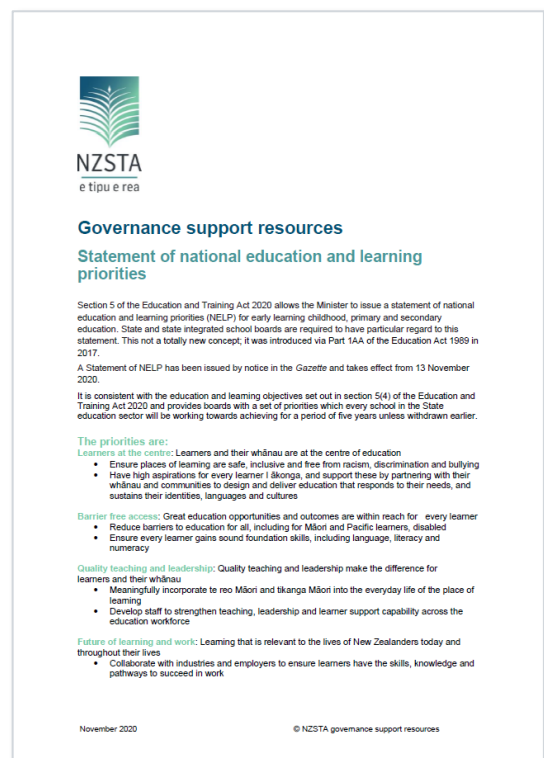 NZSTA
e tipu e rea
Governance support resources
Statement of national education and learning
priorities
Section 5 of the Education and Training Act 2020 allows the Minister to issue a statement of national
education and learning priorities (NELP) for early learning childhood, primary and secondary
education. State and state integrated school boards are required to have particular regard to this
statement. This not a totally new concept; it was introduced via Part 1AA of the Education Act 1989 in
2017.
A Statement of NELP has been issued by notice in the Gazette and takes effect from 13 November
2020.
It is consistent with the education and learning objectives set out in section 5(4) of the Education and
Training Act 2020 and provides boards with a set of priorities which every school in the State
education sector will be working towards achieving for a period of five years unless withdrawn earlier.
The priorities are:
Learners at the centre: Learners and their whānau are at the centre of education
• Ensure places of learning are safe, inclusive and free from racism, discrimination and bullying
• Have high aspirations for every learner I ākonga, and support these by partnering with their
whānau and communities to design and deliver education that responds to their needs, and
sustains their identities, languages and cultures
Barrier free access: Great education opportunities and outcomes are within reach for every learner
• Reduce barriers to education for all, including for Māori and Pacific learners, disabled
• Ensure every learner gains sound foundation skills, including language, literacy and
numeracy
Quality teaching and leadership: Quality teaching and leadership make the difference for
learners and their whānau
• Meaningfully incorporate te reo Māori and tikanga Māori into the everyday life of the place of
learning
• Develop staff to strengthen teaching, leadership and learner support capability across the
education workforce
Future of learning and work: Learning that is relevant to the lives of New Zealanders today and
throughout their lives
• Collaborate with industries and employers to ensure learners have the skills, knowledge and
pathways to succeed in work
November 2020 © NZSTA governance support resources